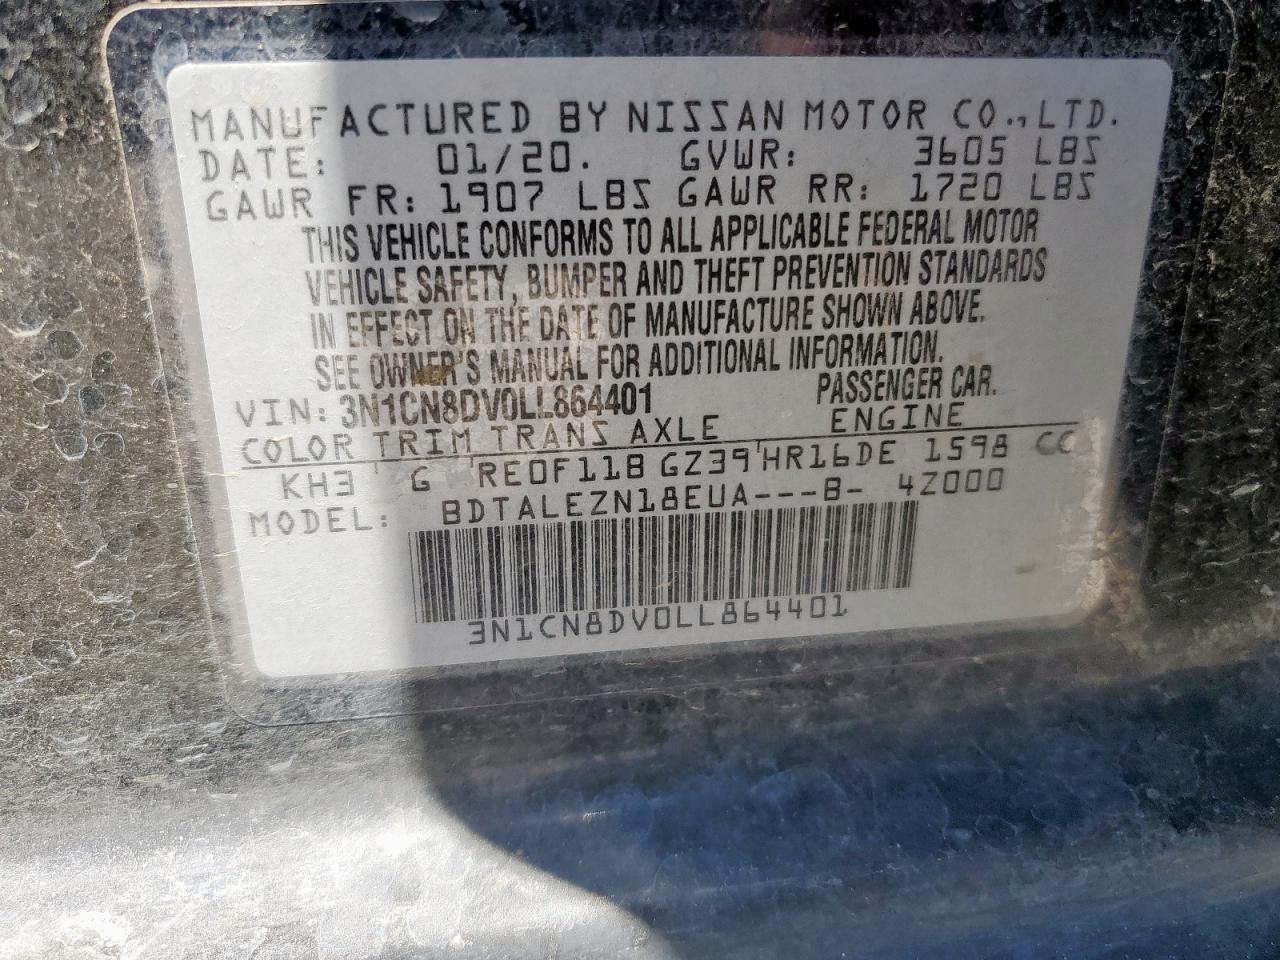 MANUFACTURED BY NISSAN MOTOR CO., LTD.
DATE: 01/20. GVWR: 3605 LBS
GAWR FR: 1907 LBS GAWR RR: 1720 LBS
THIS VEHICLE CONFORMS TO ALL APPLICABLE FEDERAL MOTOR
VEHICLE SAFETY, BUMPER AND THEFT PREVENTION STANDARDS
IN EFFECT ON THE DATE OF MANUFACTURE SHOWN ABOVE.
SEE OWNER'S MANUAL FOR ADDITIONAL INFORMATION.
VIN: 3N1CN8DV0LL864401 PASSENGER CAR.
COLOR TRIM TRANS AXLE ENGINE
KH3 G RE0F11B GZ39 HR16DE 1598 CC
MODEL: BDTALEZN18EUA---B- 4Z000
3N1CN8DV0LL864401